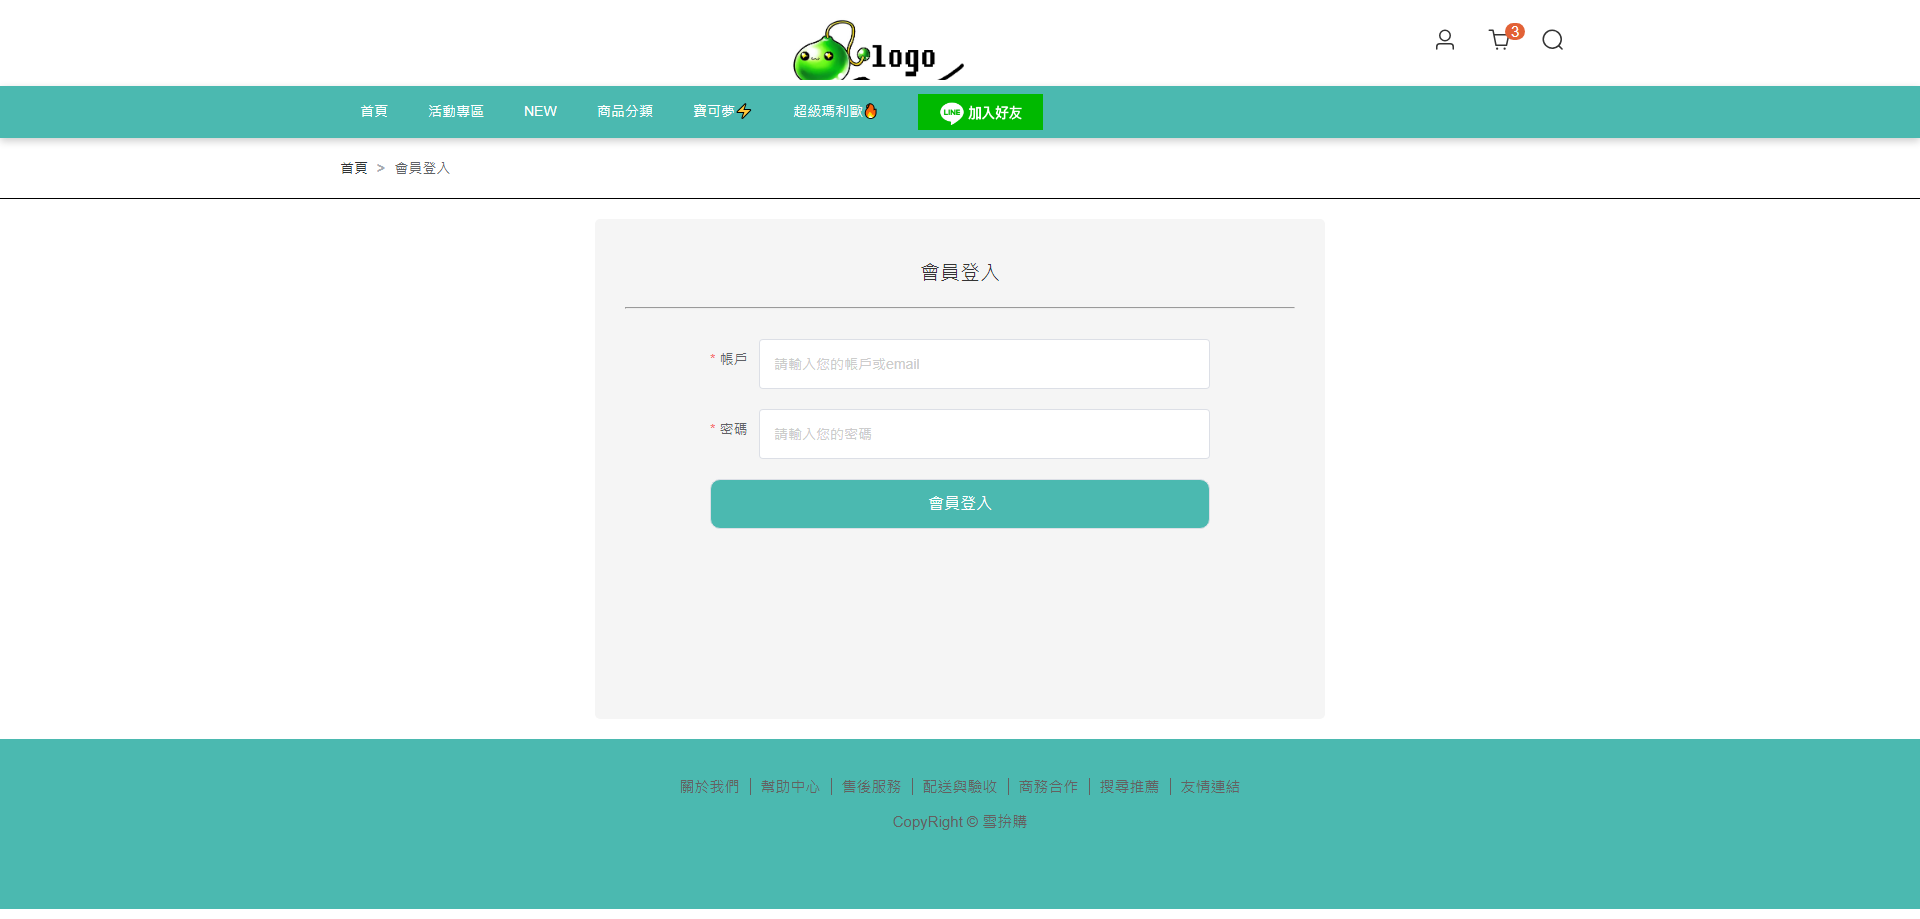 logo
3
首頁 活動專區 NEW 商品分類 寶可夢⚡ 超級瑪利歐🔥 LINE 加入好友
首頁 > 會員登入
會員登入
* 帳戶 請輸入您的帳戶或email
* 密碼 請輸入您的密碼
會員登入
關於我們 | 幫助中心 | 售後服務 | 配送與驗收 | 商務合作 | 搜尋推薦 | 友情連結
CopyRight © 雪拚購